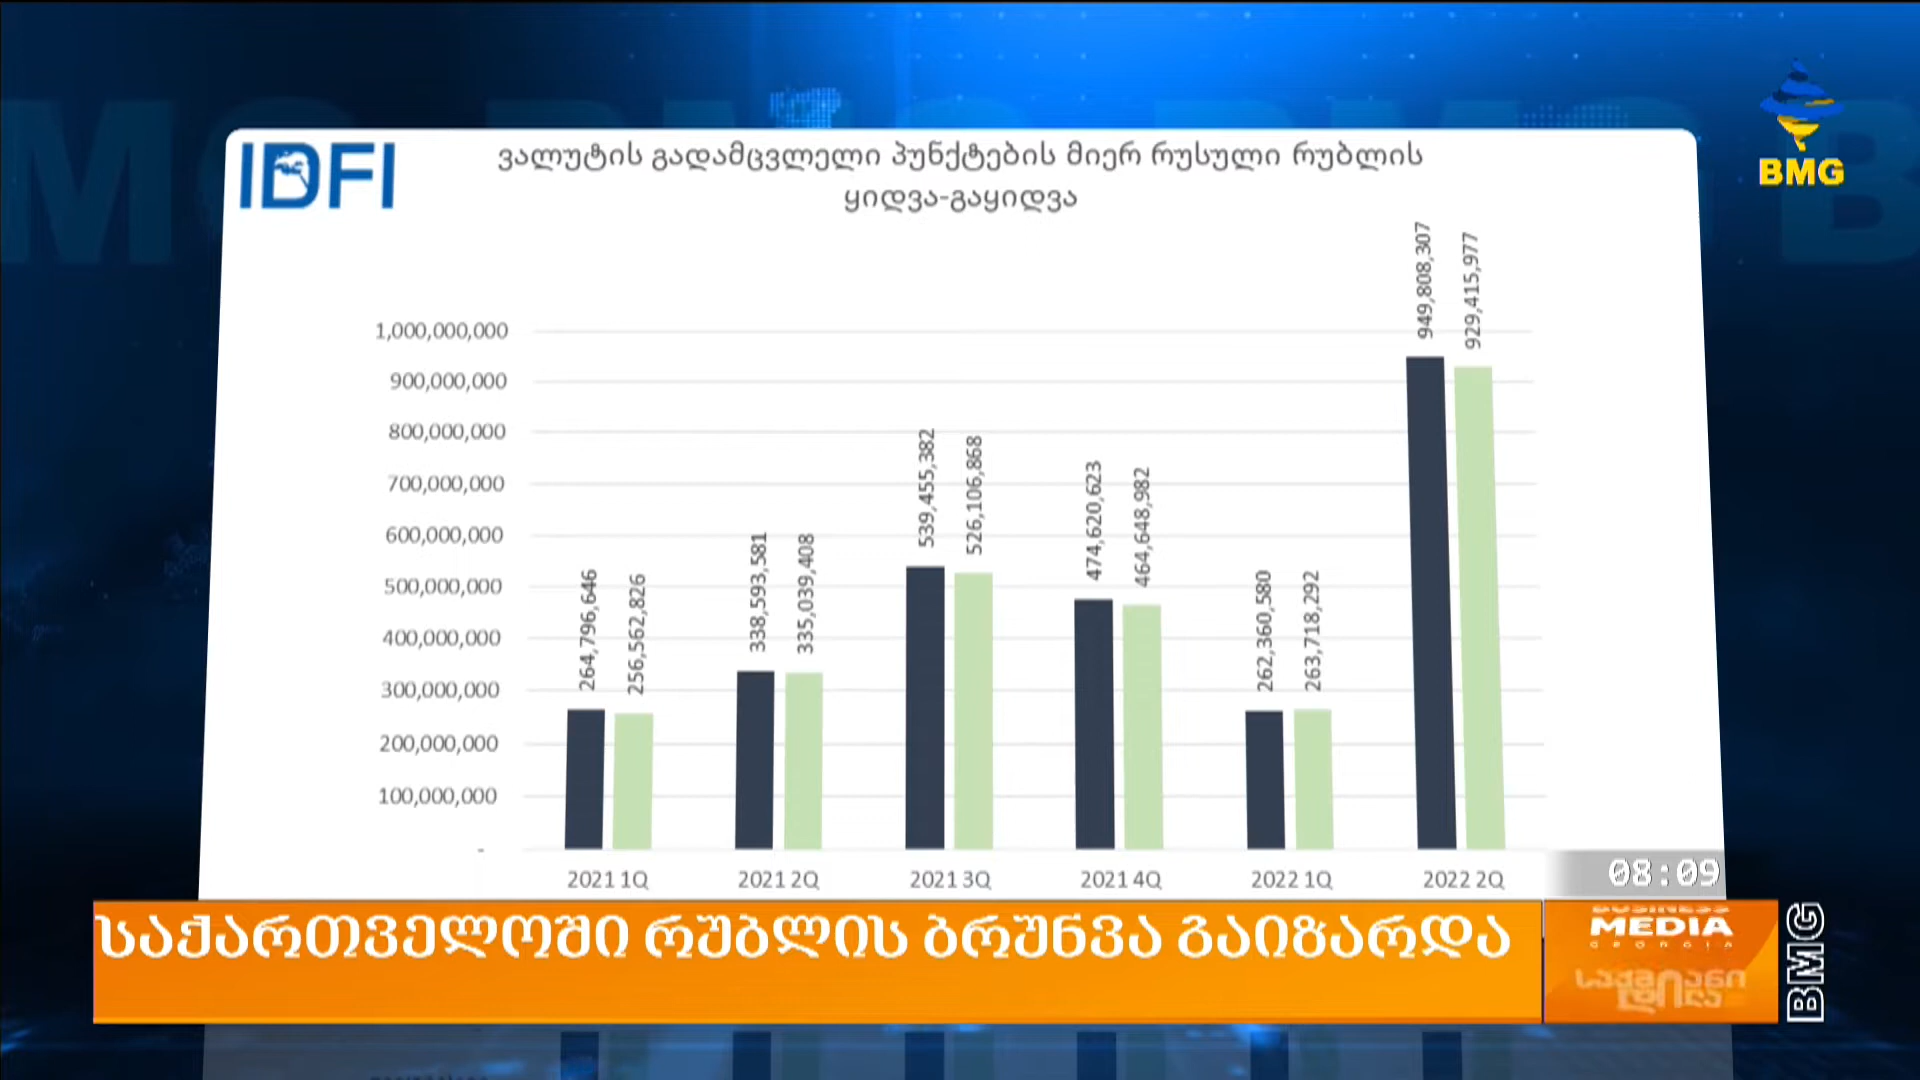 IDFI
ვალუტის გადამცვლელი პუნქტების მიერ რუსული რუბლის
ყიდვა-გაყიდვა
BMG
1,000,000,000
900,000,000
800,000,000
700,000,000
600,000,000
500,000,000
400,000,000
300,000,000
200,000,000
100,000,000
-
264,796,646
256,562,826
338,593,581
335,039,408
539,455,382
526,106,868
474,620,623
464,648,982
262,360,580
263,718,292
949,808,307
929,415,977
2021 1Q
2021 2Q
2021 3Q
2021 4Q
2022 1Q
2022 2Q
08:09
საქართველოში რუბლის ბრუნვა გაიზარდა
BUSINESS
MEDIA
GEORGIA
საქმიანი
დილა
BMG